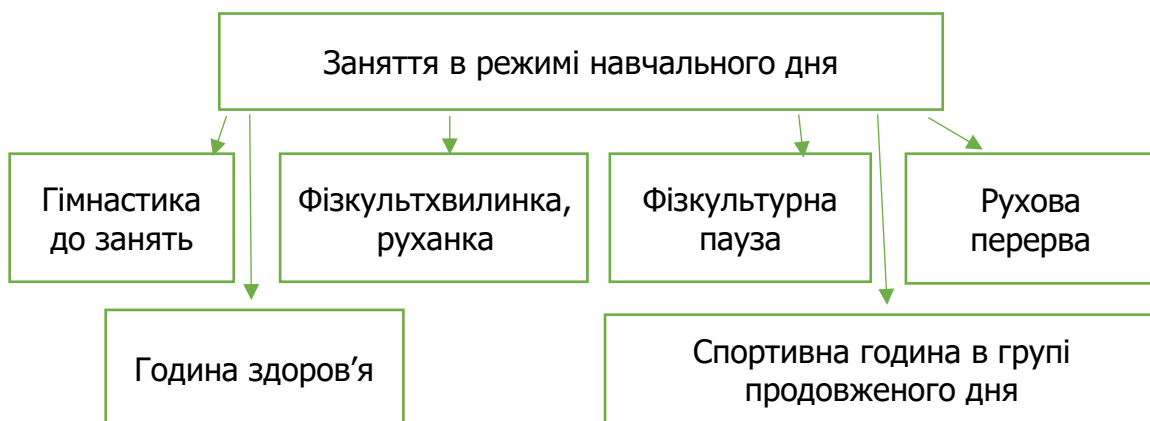 Заняття в режимі навчального дня
Гімнастика
до занять
Фізкультхвилинка,
руханка
Фізкультурна
пауза
Рухова
перерва
Година здоров’я
Спортивна година в групі
продовженого дня